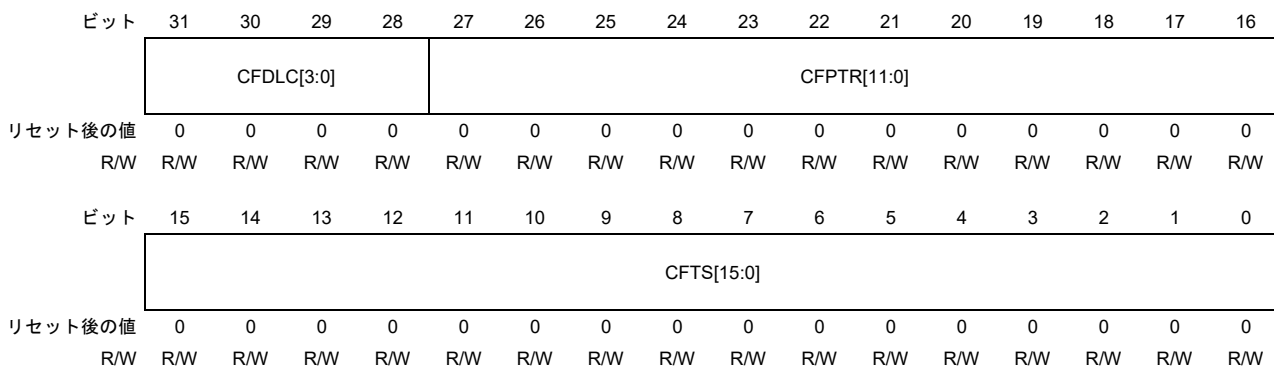 ビット 31 30 29 28 27 26 25 24 23 22 21 20 19 18 17 16
CFDLC[3:0] CFPTR[11:0]
リセット後の値 0 0 0 0 0 0 0 0 0 0 0 0 0 0 0 0
R/W R/W R/W R/W R/W R/W R/W R/W R/W R/W R/W R/W R/W R/W R/W R/W R/W
ビット 15 14 13 12 11 10 9 8 7 6 5 4 3 2 1 0
CFTS[15:0]
リセット後の値 0 0 0 0 0 0 0 0 0 0 0 0 0 0 0 0
R/W R/W R/W R/W R/W R/W R/W R/W R/W R/W R/W R/W R/W R/W R/W R/W R/W